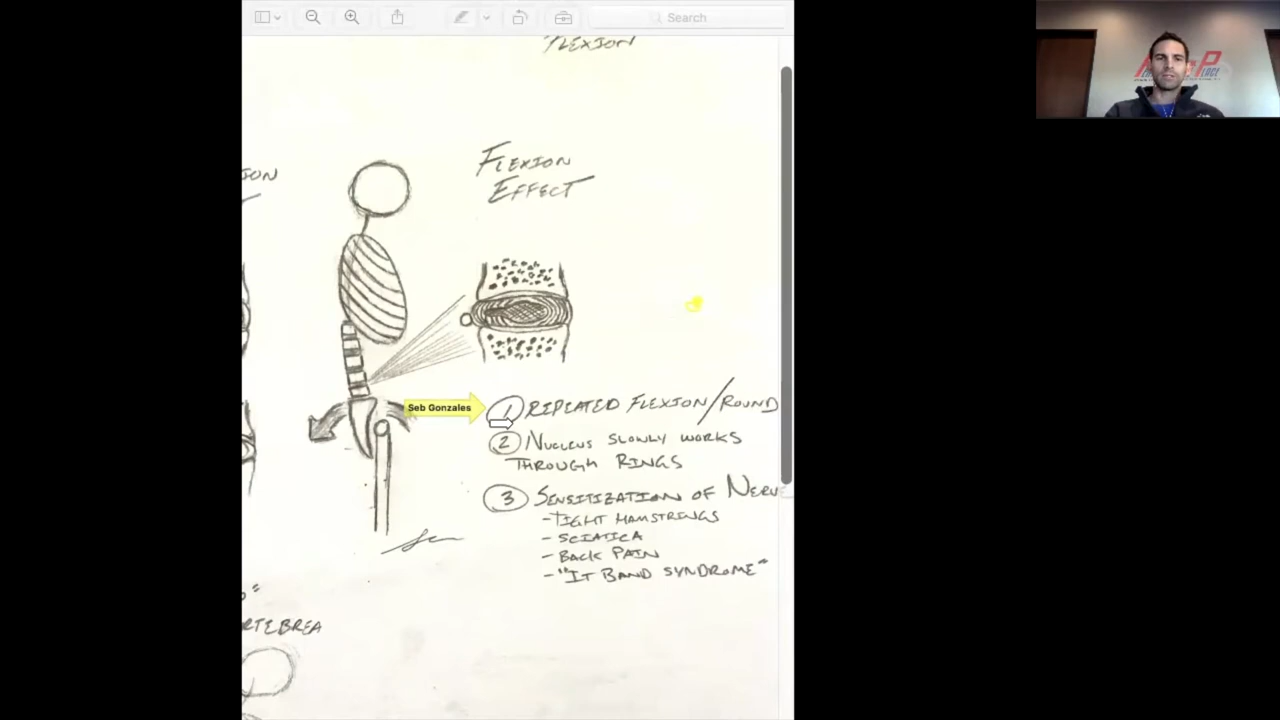 Search
FLEXION
ION
FLEXION
EFFECT
Seb Gonzales
1 REPEATED FLEXION/ROUND
2 NUCLEUS SLOWLY WORKS
THROUGH RINGS
3 SENSITIZATION OF NERV
- TIGHT HAMSTRINGS
- SCIATICA
- BACK PAIN
- "IT BAND SYNDROME"
RTEBREA